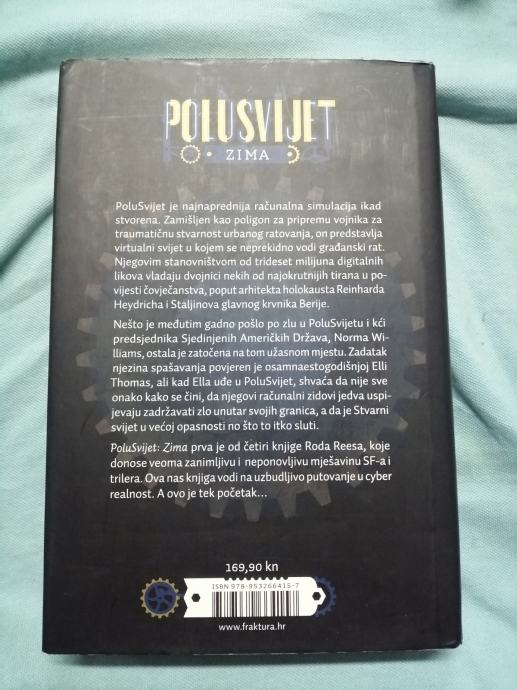 POLUSVIJET
ZIMA
PoluSvijet je najnaprednija računalna simulacija ikad
stvorena. Zamišljen kao poligon za pripremu vojnika za
traumatičnu stvarnost urbanog ratovanja, on predstavlja
virtualni svijet u kojem se neprekidno vodi građanski rat.
Njegovim stanovništvom od trideset milijuna digitalnih
likova vladaju dvojnici nekih od najokrutnijih tirana u po-
vijesti čovječanstva, poput arhitekta holokausta Reinharda
Heydricha i Staljinova glavnog krvnika Berije.
Nešto je međutim gadno pošlo po zlu u PoluSvijetu i kći
predsjednika Sjedinjenih Američkih Država, Norma Wi-
lliams, ostala je zatočena na tom užasnom mjestu. Zadatak
njezina spašavanja povjeren je osamnaestogodišnjoj Elli
Thomas, ali kad Ella uđe u PoluSvijet, shvaća da nije sve
onako kako se čini, da njegovi računalni zidovi jedva us-
pijevaju zadržavati zlo unutar svojih granica, a da je Stvarni
svijet u većoj opasnosti no što to itko sluti.
PoluSvijet: Zima prva je od četiri knjige Roda Reesa, koje
donose veoma zanimljivu i neponovljivu mješavinu SF-a i
trilera. Ova nas knjiga vodi na uzbudljivo putovanje u cyber
realnost. A ovo je tek početak...
169,90 kn
ISBN 978-953266415-7
www.fraktura.hr